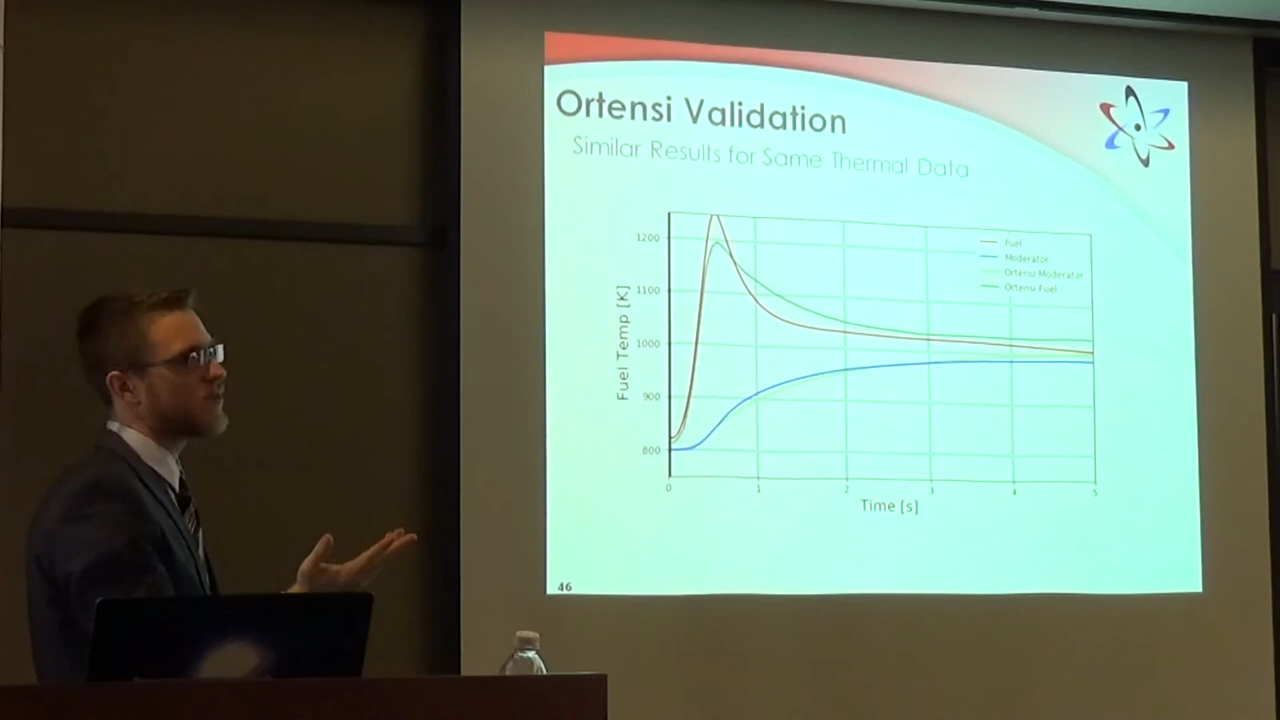 Ortensi Validation
Similar Results for Same Thermal Data
Fuel
Moderator
Ortensi Moderator
Ortensi Fuel
1200
1100
1000
900
800
Fuel Temp [K]
0 1 2 3 4 5
Time [s]
46